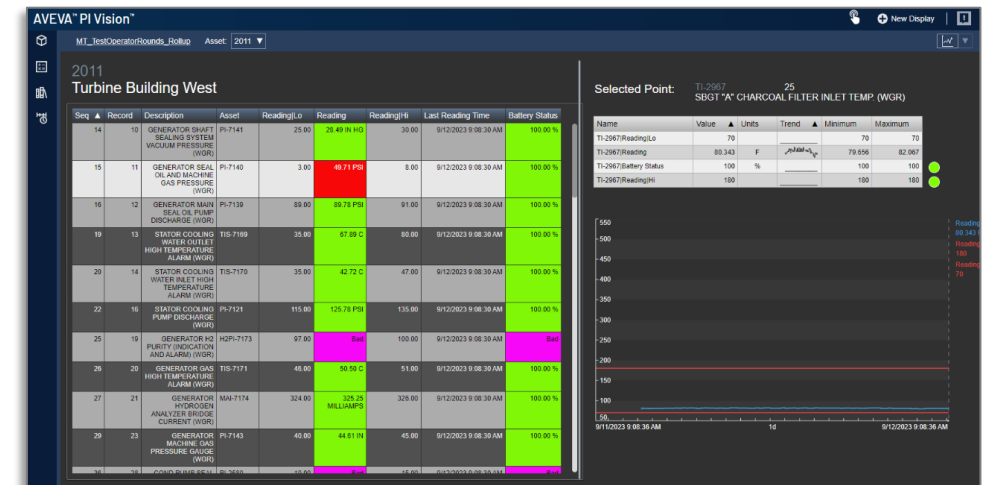 AVEVA™ PI Vision™
New Display
MT_TestOperatorRounds_Rollup Asset: 2011 ▼
2011
Turbine Building West
Seq ▲ Record Description Asset Reading|Lo Reading Reading|Hi Last Reading Time Battery Status
14 10 GENERATOR SHAFT PI-7141 25.00 28.49 IN HG 30.00 9/12/2023 9:08:30 AM 100.00 %
SEALING SYSTEM
VACUUM PRESSURE
(WGR)
15 11 GENERATOR SEAL PI-7140 3.00 49.71 PSI 8.00 9/12/2023 9:08:30 AM 100.00 %
OIL AND MACHINE
GAS PRESSURE
(WGR)
16 12 GENERATOR MAIN PI-7139 89.00 89.78 PSI 91.00 9/12/2023 9:08:30 AM 100.00 %
SEAL OIL PUMP
DISCHARGE (WGR)
19 13 STATOR COOLING TIS-7169 35.00 67.89 C 80.00 9/12/2023 9:08:30 AM 100.00 %
WATER OUTLET
HIGH TEMPERATURE
ALARM (WGR)
20 14 STATOR COOLING TIS-7170 35.00 42.72 C 47.00 9/12/2023 9:08:30 AM 100.00 %
WATER INLET HIGH
TEMPERATURE
ALARM (WGR)
22 16 STATOR COOLING PI-7121 115.00 125.78 PSI 135.00 9/12/2023 9:08:30 AM 100.00 %
PUMP DISCHARGE
(WGR)
25 19 GENERATOR H2 H2PI-7173 97.00 Bad 100.00 9/12/2023 9:08:30 AM Bad
PURITY (INDICATION
AND ALARM) (WGR)
26 20 GENERATOR GAS TIS-7171 46.00 50.50 C 51.00 9/12/2023 9:08:30 AM 100.00 %
HIGH TEMPERATURE
ALARM (WGR)
27 21 GENERATOR MAI-7174 324.00 325.25 326.00 9/12/2023 9:08:30 AM 100.00 %
HYDROGEN MILLIAMPS
ANALYZER BRIDGE
CURRENT (WGR)
29 23 GENERATOR PI-7143 40.00 44.61 IN 45.00 9/12/2023 9:08:30 AM 100.00 %
MACHINE GAS
PRESSURE GAUGE
(WGR)
Selected Point: TI-2967 25
SBGT "A" CHARCOAL FILTER INLET TEMP. (WGR)
Name Value ▲ Units Trend ▲ Minimum Maximum
TI-2967|Reading|Lo 70 70 70
TI-2967|Reading 80.343 F 79.656 82.067
TI-2967|Battery Status 100 % 100 100
TI-2967|Reading|Hi 180 180 180
550
500
450
400
350
300
250
200
150
100
50
Reading
80.343
Reading
180
Reading
70
9/11/2023 9:08:36 AM 1d 9/12/2023 9:08:36 AM